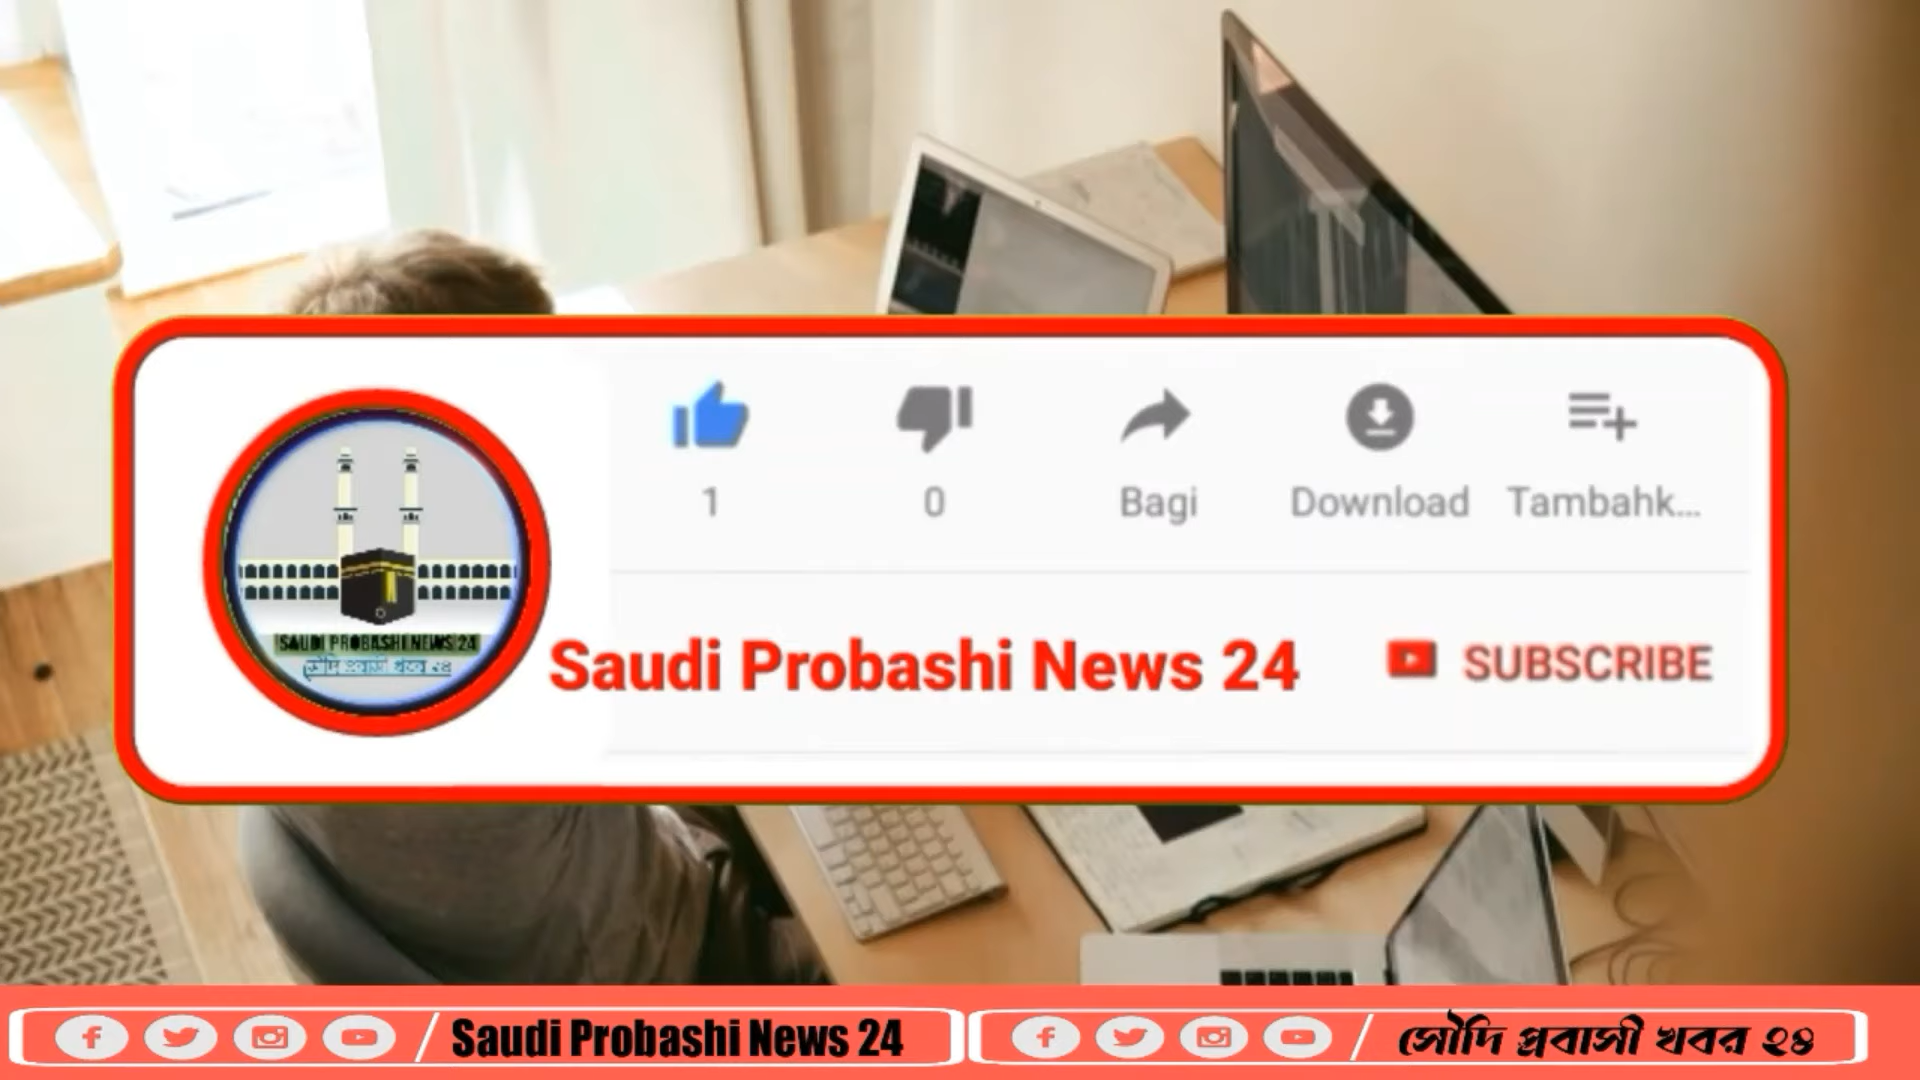 1
0
Bagi
Download
Tambahk...
SAUDI PROBASHI NEWS 24
Saudi Probashi News 24
SUBSCRIBE
Saudi Probashi News 24
সৌদি প্রবাসী খবর ২৪